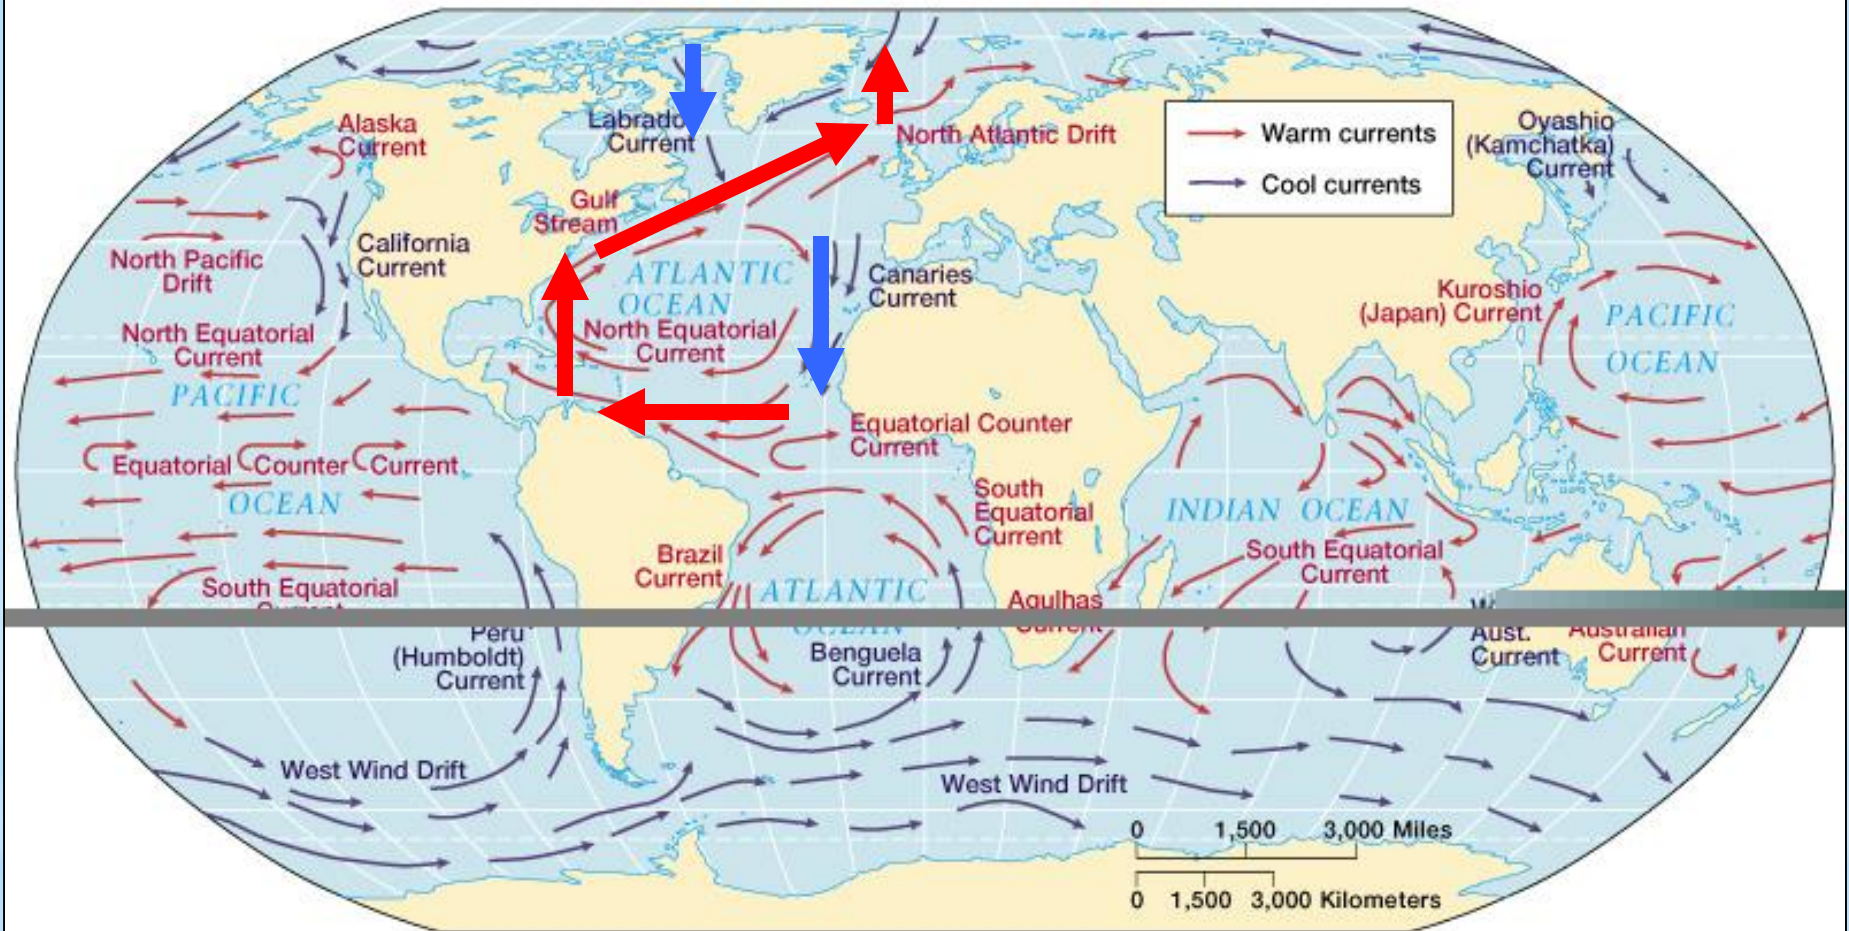 Alaska
Current
Labrador
Current
North Atlantic Drift
Warm currents
Cool currents
Oyashio
(Kamchatka)
Current
Gulf
Stream
California
Current
North Pacific
Drift
ATLANTIC
OCEAN
Canaries
Current
Kuroshio
(Japan) Current
PACIFIC
OCEAN
North Equatorial
Current
North Equatorial
Current
PACIFIC
OCEAN
Equatorial Counter Current
Equatorial Counter
Current
South
Equatorial
Current
INDIAN OCEAN
South Equatorial
Current
Brazil
Current
ATLANTIC
OCEAN
South Equatorial
Current
Agulhas
Current
Peru
(Humboldt)
Current
Benguela
Current
Aust.
Current
Australian
Current
West Wind Drift
West Wind Drift
0 1,500 3,000 Miles
0 1,500 3,000 Kilometers